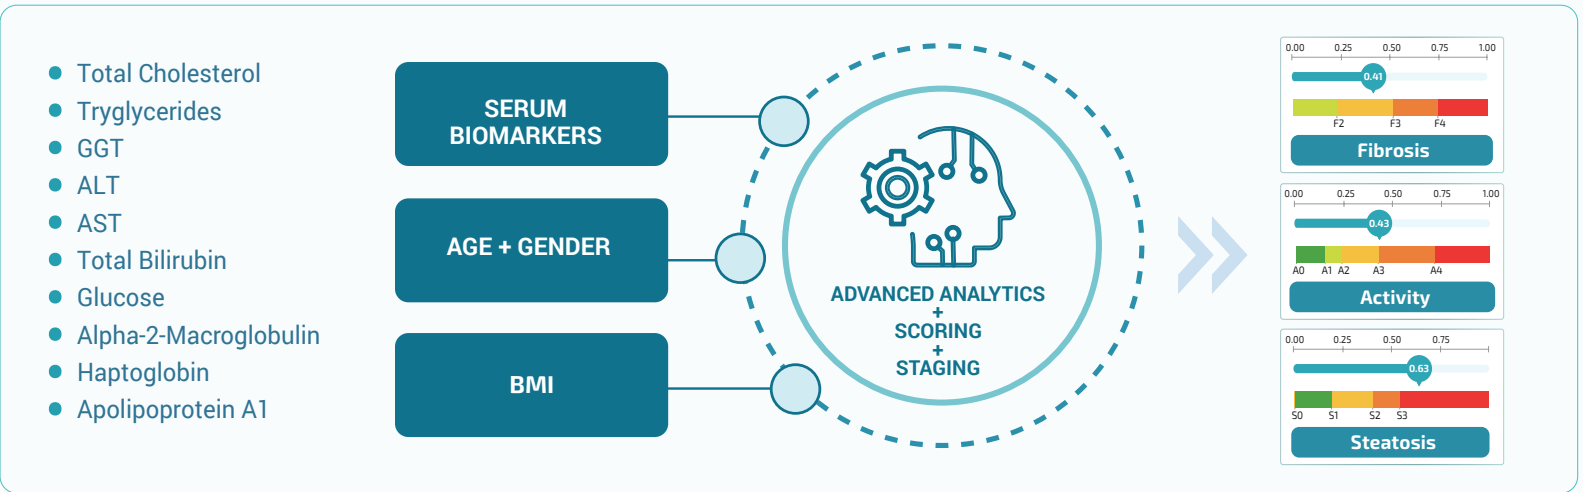 Total Cholesterol
Tryglycerides
GGT
ALT
AST
Total Bilirubin
Glucose
Alpha-2-Macroglobulin
Haptoglobin
Apolipoprotein A1
SERUM
BIOMARKERS
AGE + GENDER
BMI
ADVANCED ANALYTICS
+
SCORING
+
STAGING
0.00 0.25 0.50 0.75 1.00
0.41
F2 F3 F4
Fibrosis
0.00 0.25 0.50 0.75 1.00
0.43
A0 A1 A2 A3 A4
Activity
0.00 0.25 0.50 0.75
0.63
S0 S1 S2 S3
Steatosis